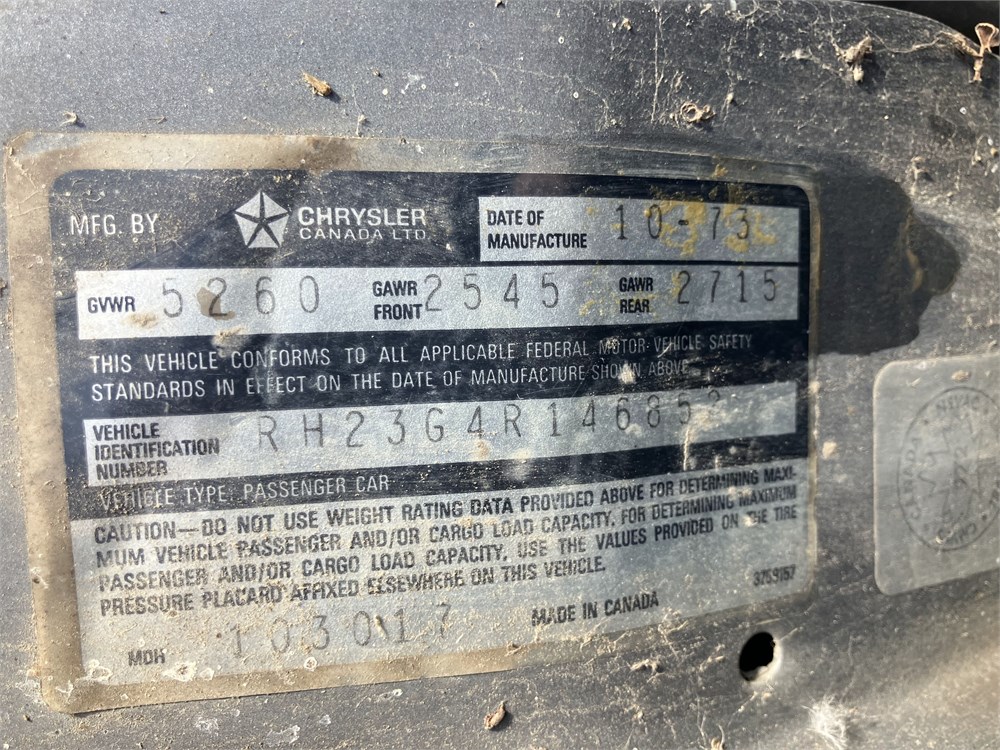 MFG. BY CHRYSLER CANADA LTD. DATE OF MANUFACTURE 10-73
GVWR 5260 GAWR FRONT 2545 GAWR REAR 2715
THIS VEHICLE CONFORMS TO ALL APPLICABLE FEDERAL MOTOR VEHICLE SAFETY
STANDARDS IN EFFECT ON THE DATE OF MANUFACTURE SHOWN ABOVE
VEHICLE IDENTIFICATION NUMBER RH23G4R146852
VEHICLE TYPE: PASSENGER CAR
CAUTION—DO NOT USE WEIGHT RATING DATA PROVIDED ABOVE FOR DETERMINING MAXI-
MUM VEHICLE PASSENGER AND/OR CARGO LOAD CAPACITY. FOR DETERMINING MAXIMUM
PASSENGER AND/OR CARGO LOAD CAPACITY, USE THE VALUES PROVIDED ON THE TIRE
PRESSURE PLACARD AFFIXED ELSEWHERE ON THIS VEHICLE.
MDH 103017 MADE IN CANADA